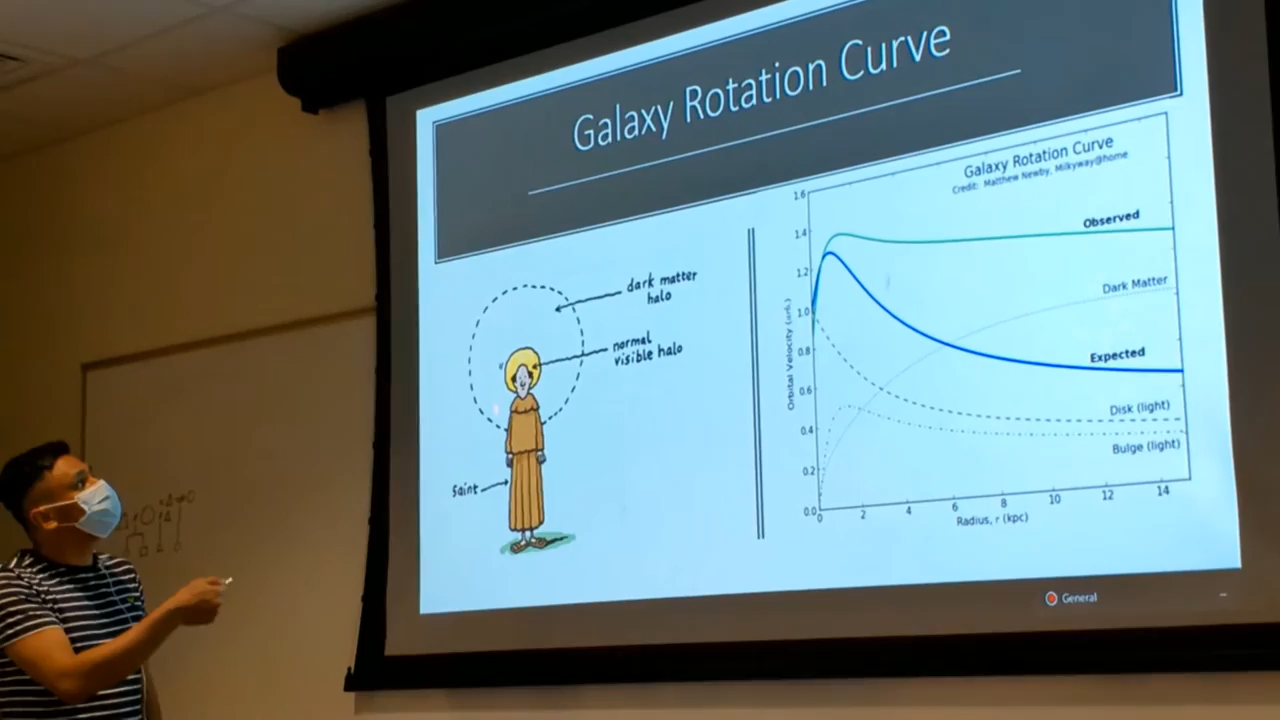 Galaxy Rotation Curve
dark matter
halo
normal
visible halo
Saint
Galaxy Rotation Curve
Credit: Matthew Newby, Milkyway@home
1.6
1.4
1.2
1.0
0.8
0.6
0.4
0.2
0.0
Orbital Velocity (arb.)
Observed
Dark Matter
Expected
Disk (light)
Bulge (light)
0 2 4 6 8 10 12 14
Radius, r (kpc)
General